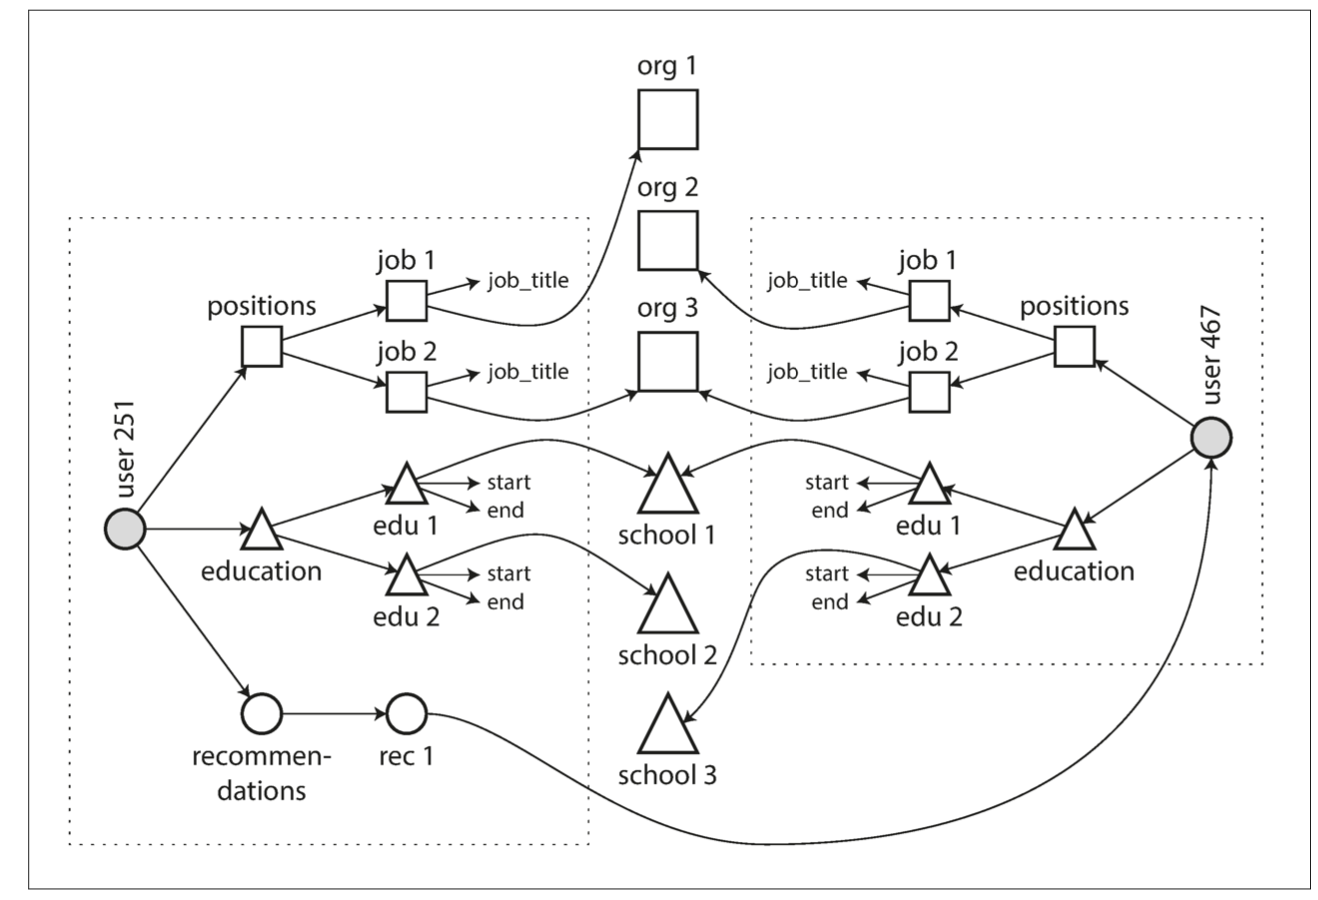 org 1
org 2
org 3
job 1
job_title
positions
job 2
job_title
user 251
edu 1
start
end
education
edu 2
start
end
recommen-
dations
rec 1
school 1
school 2
school 3
job 1
job_title
positions
job 2
job_title
user 467
edu 1
start
end
education
edu 2
start
end